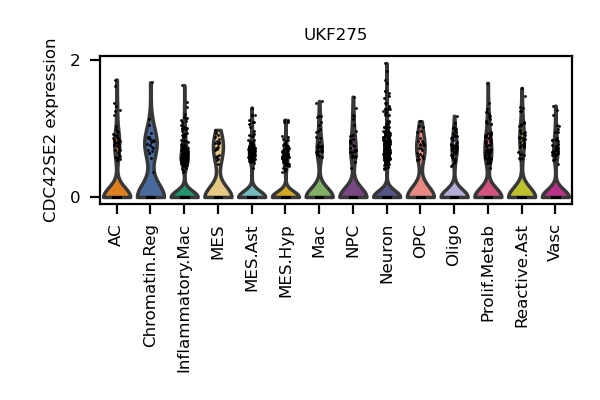 UKF275
CDC42SE2 expression
2
0
AC
Chromatin.Reg
Inflammatory.Mac
MES
MES.Ast
MES.Hyp
Mac
NPC
Neuron
OPC
Oligo
Prolif.Metab
Reactive.Ast
Vasc